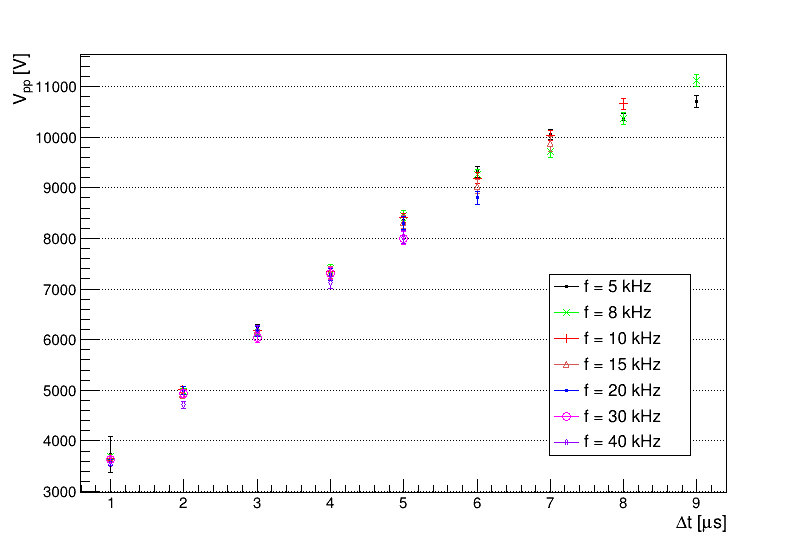 V_pp [V]
11000
10000
9000
8000
7000
6000
5000
4000
3000
f = 5 kHz
f = 8 kHz
f = 10 kHz
f = 15 kHz
f = 20 kHz
f = 30 kHz
f = 40 kHz
1 2 3 4 5 6 7 8 9
Δt [μs]